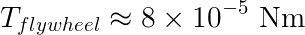 T_{flywheel} ≈ 8 × 10^{-5} Nm